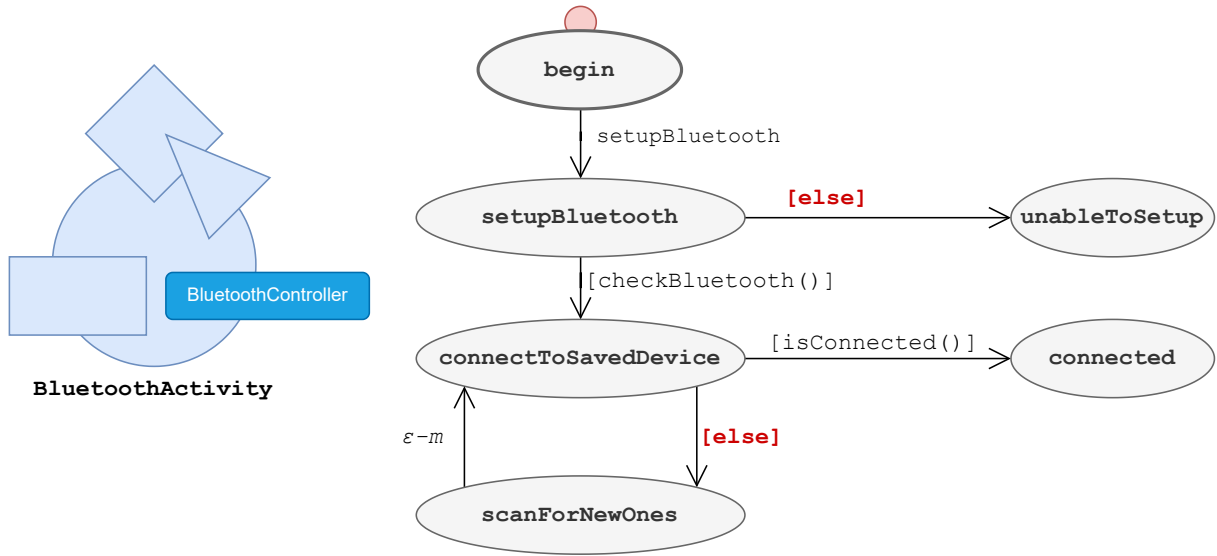 begin
setupBluetooth
setupBluetooth
[else]
unableToSetup
[checkBluetooth()]
BluetoothController
connectToSavedDevice
[isConnected()]
connected
BluetoothActivity
ε-m
[else]
scanForNewOnes